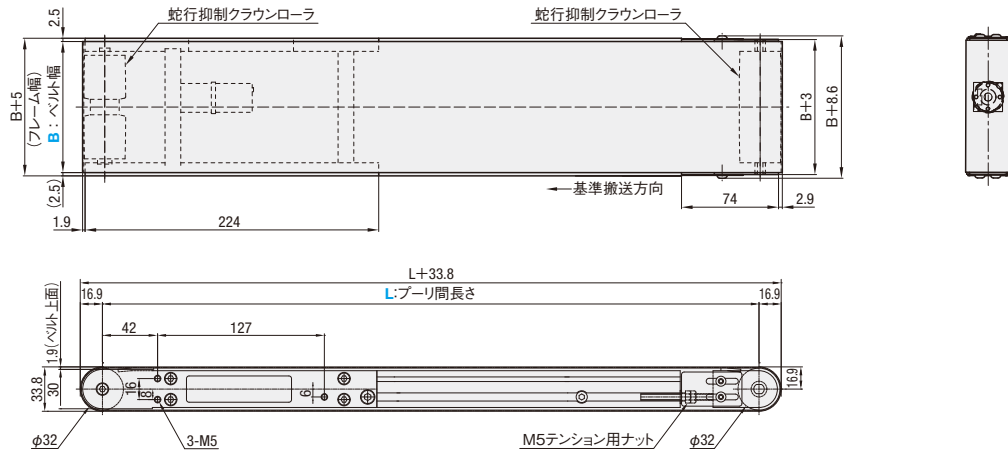 蛇行抑制クラウンローラ
蛇行抑制クラウンローラ
2.5
B+5
(フレーム幅)
B：ベルト幅
(2.5)
1.9
224
基準搬送方向
74
2.9
B+3
B+8.6
L+33.8
16.9
L:プーリ間長さ
16.9
42
127
1.9(ベルト上面)
33.8
30
16
8
6
16.9
φ32
3-M5
M5テンション用ナット
φ32